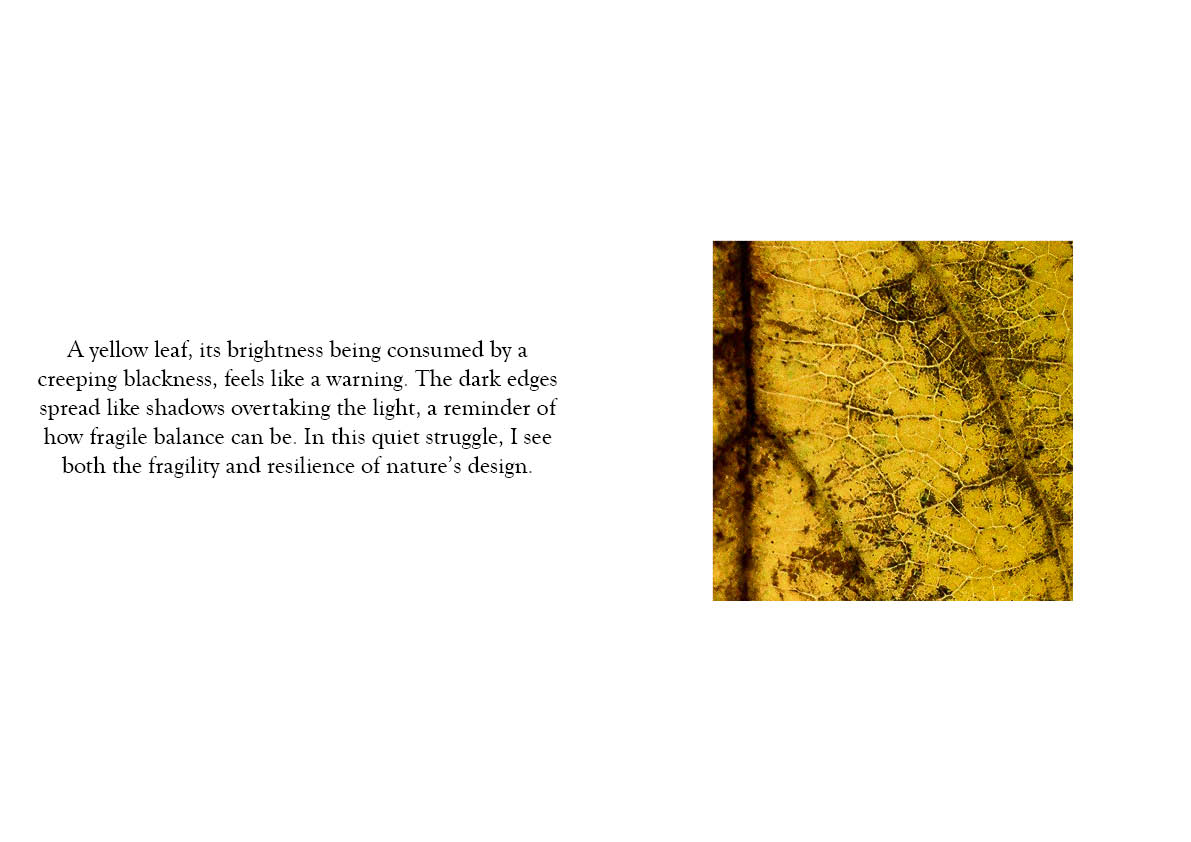 A yellow leaf, its brightness being consumed by a
creeping blackness, feels like a warning. The dark edges
spread like shadows overtaking the light, a reminder of
how fragile balance can be. In this quiet struggle, I see
both the fragility and resilience of nature’s design.